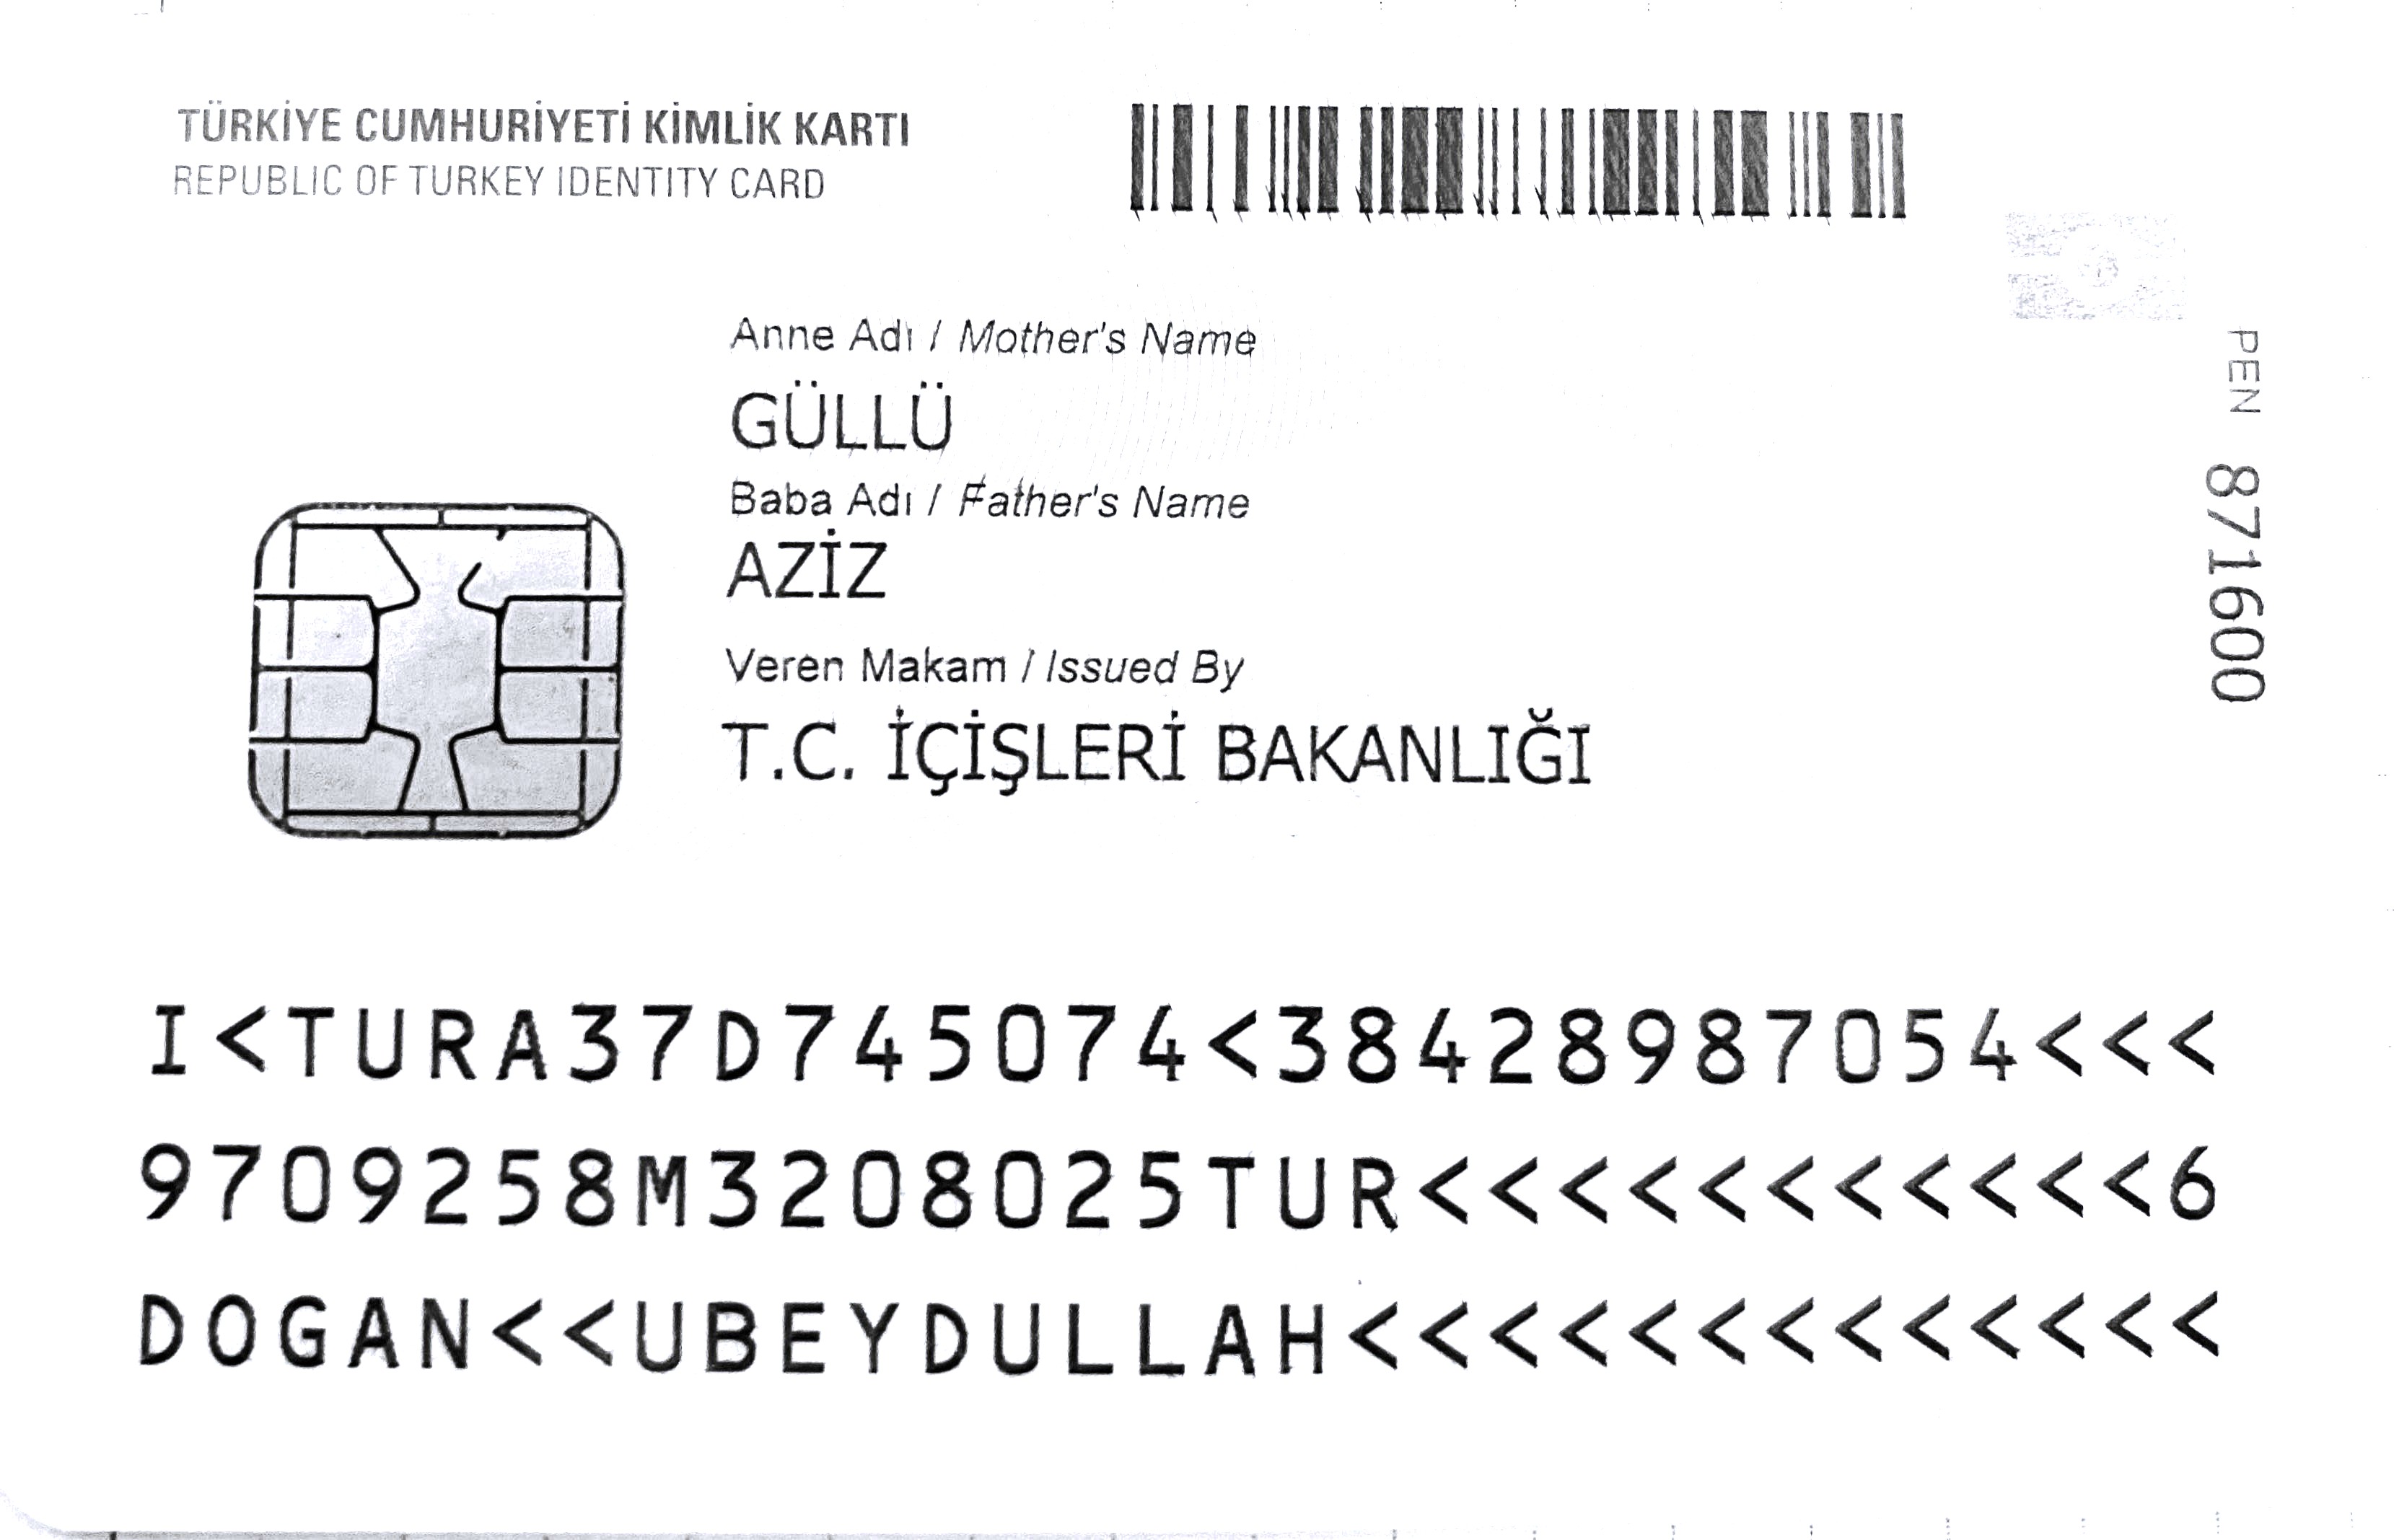 TÜRKİYE CUMHURİYETİ KİMLİK KARTI
REPUBLIC OF TURKEY IDENTITY CARD
Anne Adı / Mother's Name
GÜLLÜ
Baba Adı / Father's Name
AZİZ
Veren Makam / Issued By
T.C. İÇİŞLERİ BAKANLIĞI
PEN 871600
I<TURA37D745074<38428987054<<<
9709258M3208025TUR<<<<<<<<<<<6
DOGAN<<UBEYDULLAH<<<<<<<<<<<<<